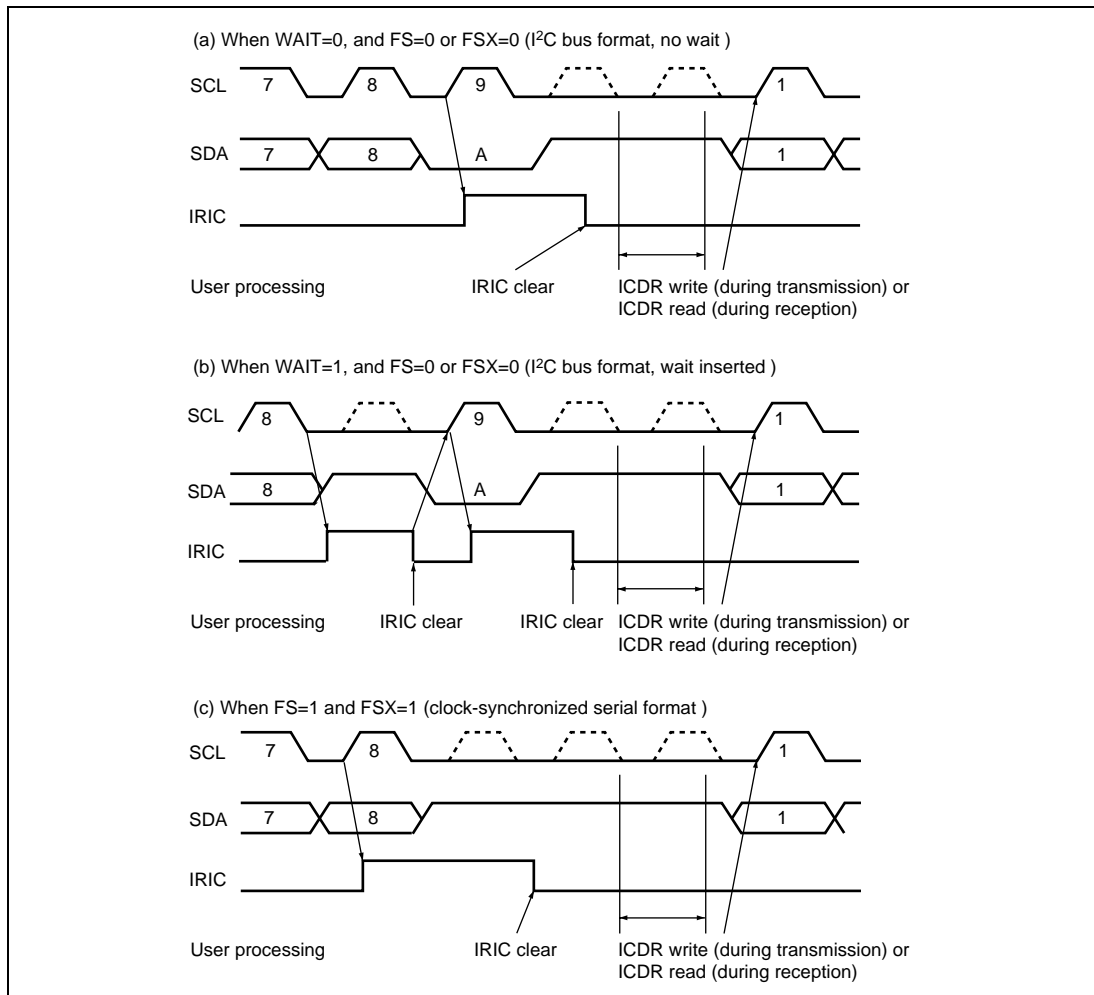 (a) When WAIT=0, and FS=0 or FSX=0 (I²C bus format, no wait )
SCL 7 8 9 1
SDA 7 8 A 1
IRIC
User processing IRIC clear ICDR write (during transmission) or
ICDR read (during reception)
(b) When WAIT=1, and FS=0 or FSX=0 (I²C bus format, wait inserted )
SCL 8 9 1
SDA 8 A 1
IRIC
User processing IRIC clear IRIC clear ICDR write (during transmission) or
ICDR read (during reception)
(c) When FS=1 and FSX=1 (clock-synchronized serial format )
SCL 7 8 1
SDA 7 8 1
IRIC
User processing IRIC clear ICDR write (during transmission) or
ICDR read (during reception)